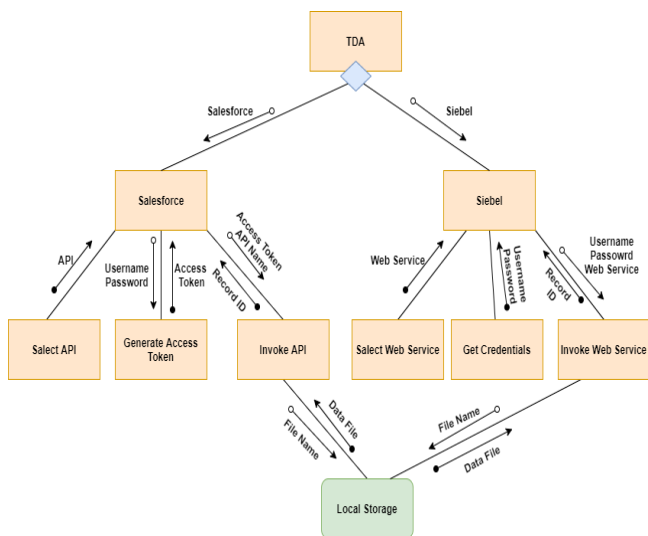 TDA
Salesforce
Siebel
Salesforce
Siebel
API
Username
Password
Access
Token
Access Token
API Name
Record ID
Web Service
Username
Password
Record
ID
Username
Passowrd
Web Service
Salect API
Generate Access
Token
Invoke API
Salect Web Service
Get Credentials
Invoke Web Service
File Name
Data File
File Name
Data File
Local Storage